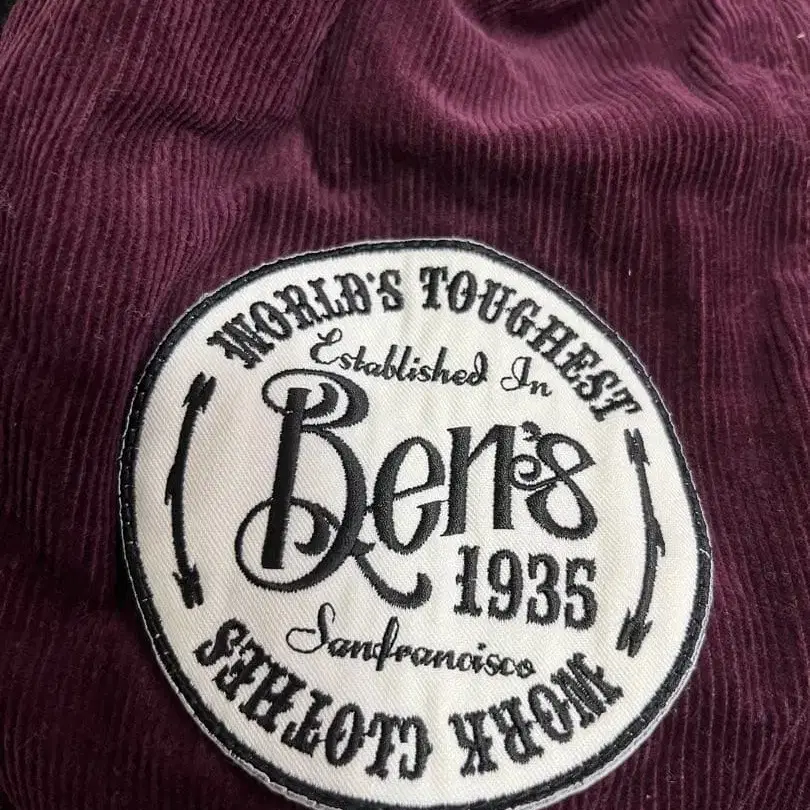 WORLD'S TOUGHEST
Established In
Ben's
1935
Sanfrancisco
WORK CLOTHES